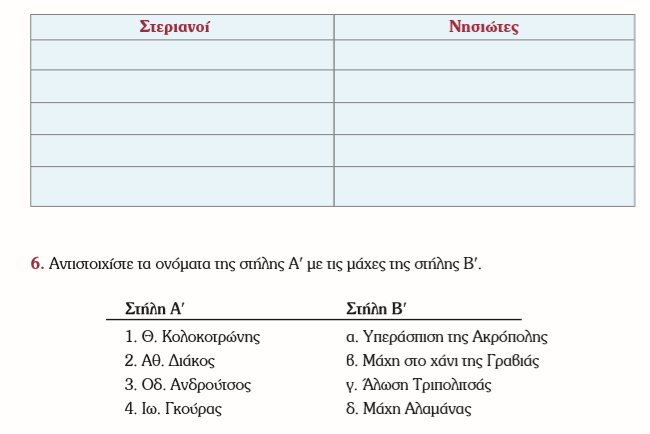 Στεριανοί Νησιώτες
6. Αντιστοιχίστε τα ονόματα της στήλης Α′ με τις μάχες της στήλης Β′.
Στήλη Α′ Στήλη Β′
1. Θ. Κολοκοτρώνης α. Υπεράσπιση της Ακρόπολης
2. Αθ. Διάκος β. Μάχη στο χάνι της Γραβιάς
3. Οδ. Ανδρούτσος γ. Άλωση Τριπολιτσάς
4. Ιω. Γκούρας δ. Μάχη Αλαμάνας